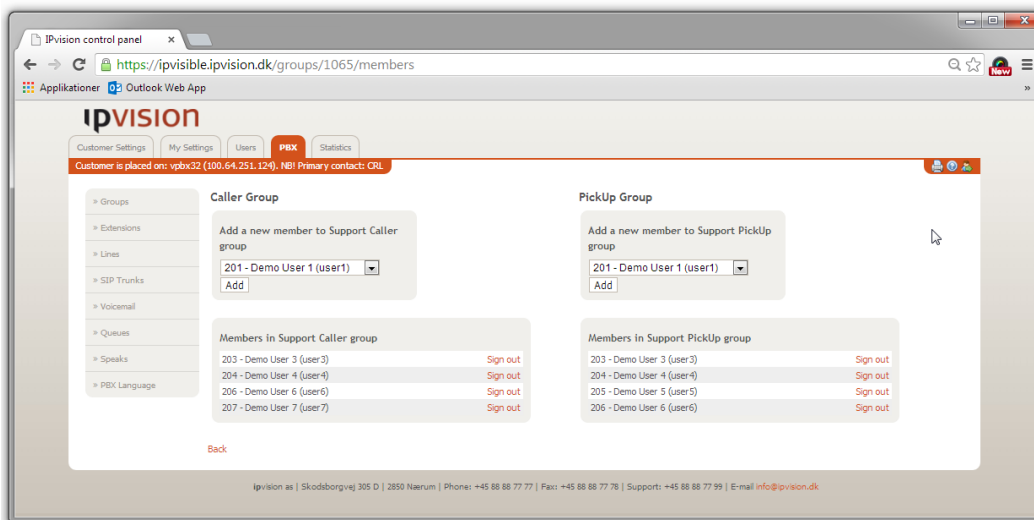 IPvision control panel
https://ipvisible.ipvision.dk/groups/1065/members
New
Applikationer Outlook Web App
»
ipvision
Customer Settings My Settings Users PBX Statistics
Customer is placed on: vpbx32 (100.64.251.124). NB! Primary contact: CRL
» Groups
» Extensions
» Lines
» SIP Trunks
» Voicemail
» Queues
» Speaks
» PBX Language
Caller Group
Add a new member to Support Caller
group
201 - Demo User 1 (user1)
Add
Members in Support Caller group
203 - Demo User 3 (user3) Sign out
204 - Demo User 4 (user4) Sign out
206 - Demo User 6 (user6) Sign out
207 - Demo User 7 (user7) Sign out
PickUp Group
Add a new member to Support PickUp
group
201 - Demo User 1 (user1)
Add
Members in Support PickUp group
203 - Demo User 3 (user3) Sign out
204 - Demo User 4 (user4) Sign out
205 - Demo User 5 (user5) Sign out
206 - Demo User 6 (user6) Sign out
Back
ipvision as | Skodsborgvej 305 D | 2850 Nærum | Phone: +45 88 88 77 77 | Fax: +45 88 88 77 78 | Support: +45 88 88 77 99 | E-mail info@ipvision.dk